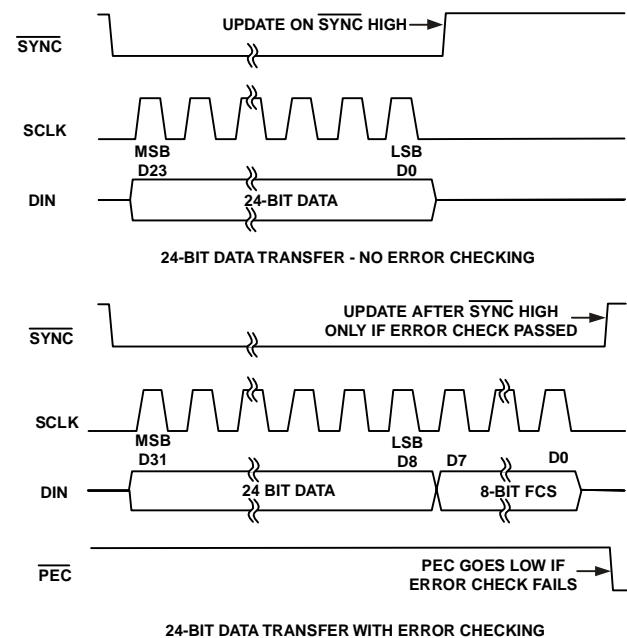 UPDATE ON SYNC HIGH
SYNC
SCLK
MSB
D23
LSB
D0
DIN
24-BIT DATA
24-BIT DATA TRANSFER - NO ERROR CHECKING
UPDATE AFTER SYNC HIGH
ONLY IF ERROR CHECK PASSED
SYNC
SCLK
MSB
D31
LSB
D8
D7
D0
DIN
24 BIT DATA
8-BIT FCS
PEC
PEC GOES LOW IF
ERROR CHECK FAILS
24-BIT DATA TRANSFER WITH ERROR CHECKING